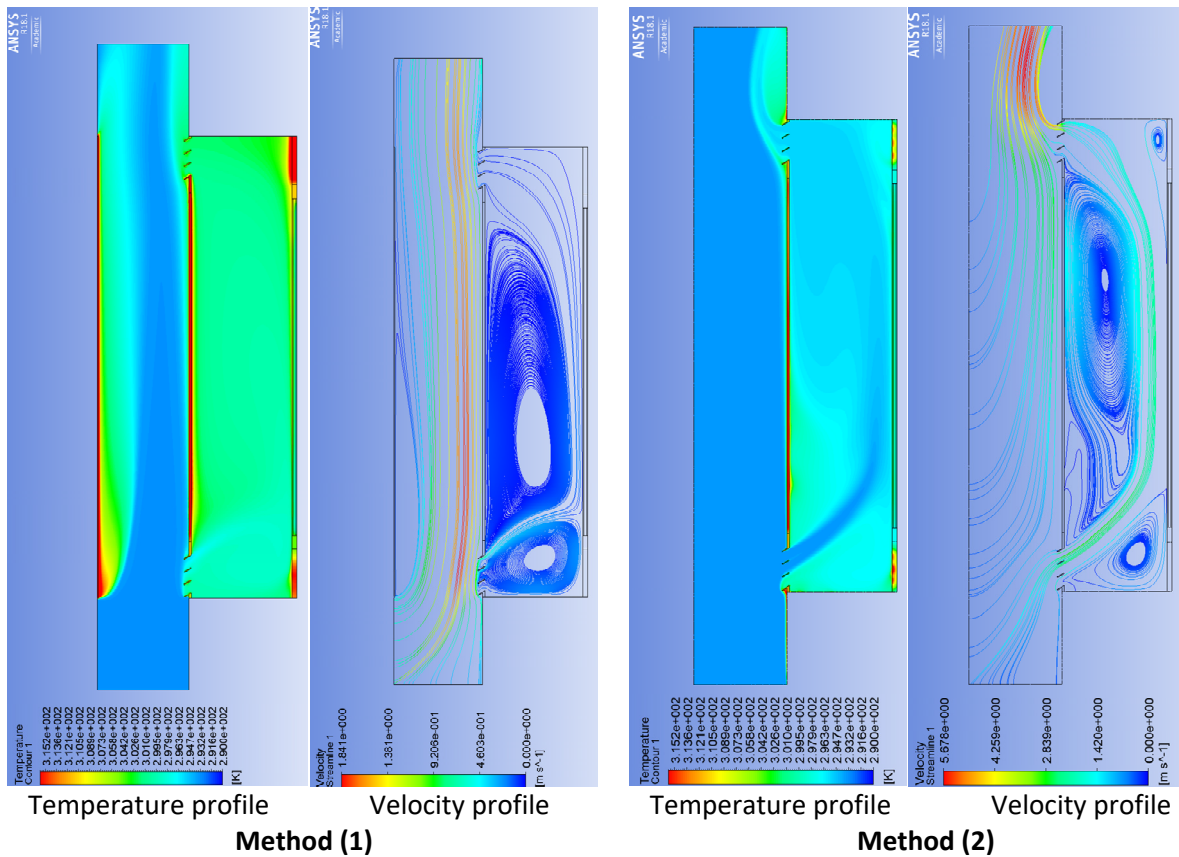 ANSYS
R18.1
Academic
Temperature
Contour 1
3.152e+002
3.136e+002
3.121e+002
3.105e+002
3.089e+002
3.073e+002
3.058e+002
3.042e+002
3.026e+002
3.010e+002
2.995e+002
2.979e+002
2.963e+002
2.947e+002
2.932e+002
2.916e+002
2.900e+002
[K]
ANSYS
R18.1
Academic
Velocity
Streamline 1
1.841e+000
1.381e+000
9.206e-001
4.603e-001
0.000e+000
[m s^-1]
ANSYS
R18.1
Academic
Temperature
Contour 1
3.152e+002
3.136e+002
3.121e+002
3.105e+002
3.089e+002
3.073e+002
3.058e+002
3.042e+002
3.026e+002
3.010e+002
2.995e+002
2.979e+002
2.963e+002
2.947e+002
2.932e+002
2.916e+002
2.900e+002
[K]
ANSYS
R18.1
Academic
Velocity
Streamline 1
5.678e+000
4.259e+000
2.839e+000
1.420e+000
0.000e+000
[m s^-1]
Temperature profile Velocity profile Temperature profile Velocity profile
Method (1) Method (2)